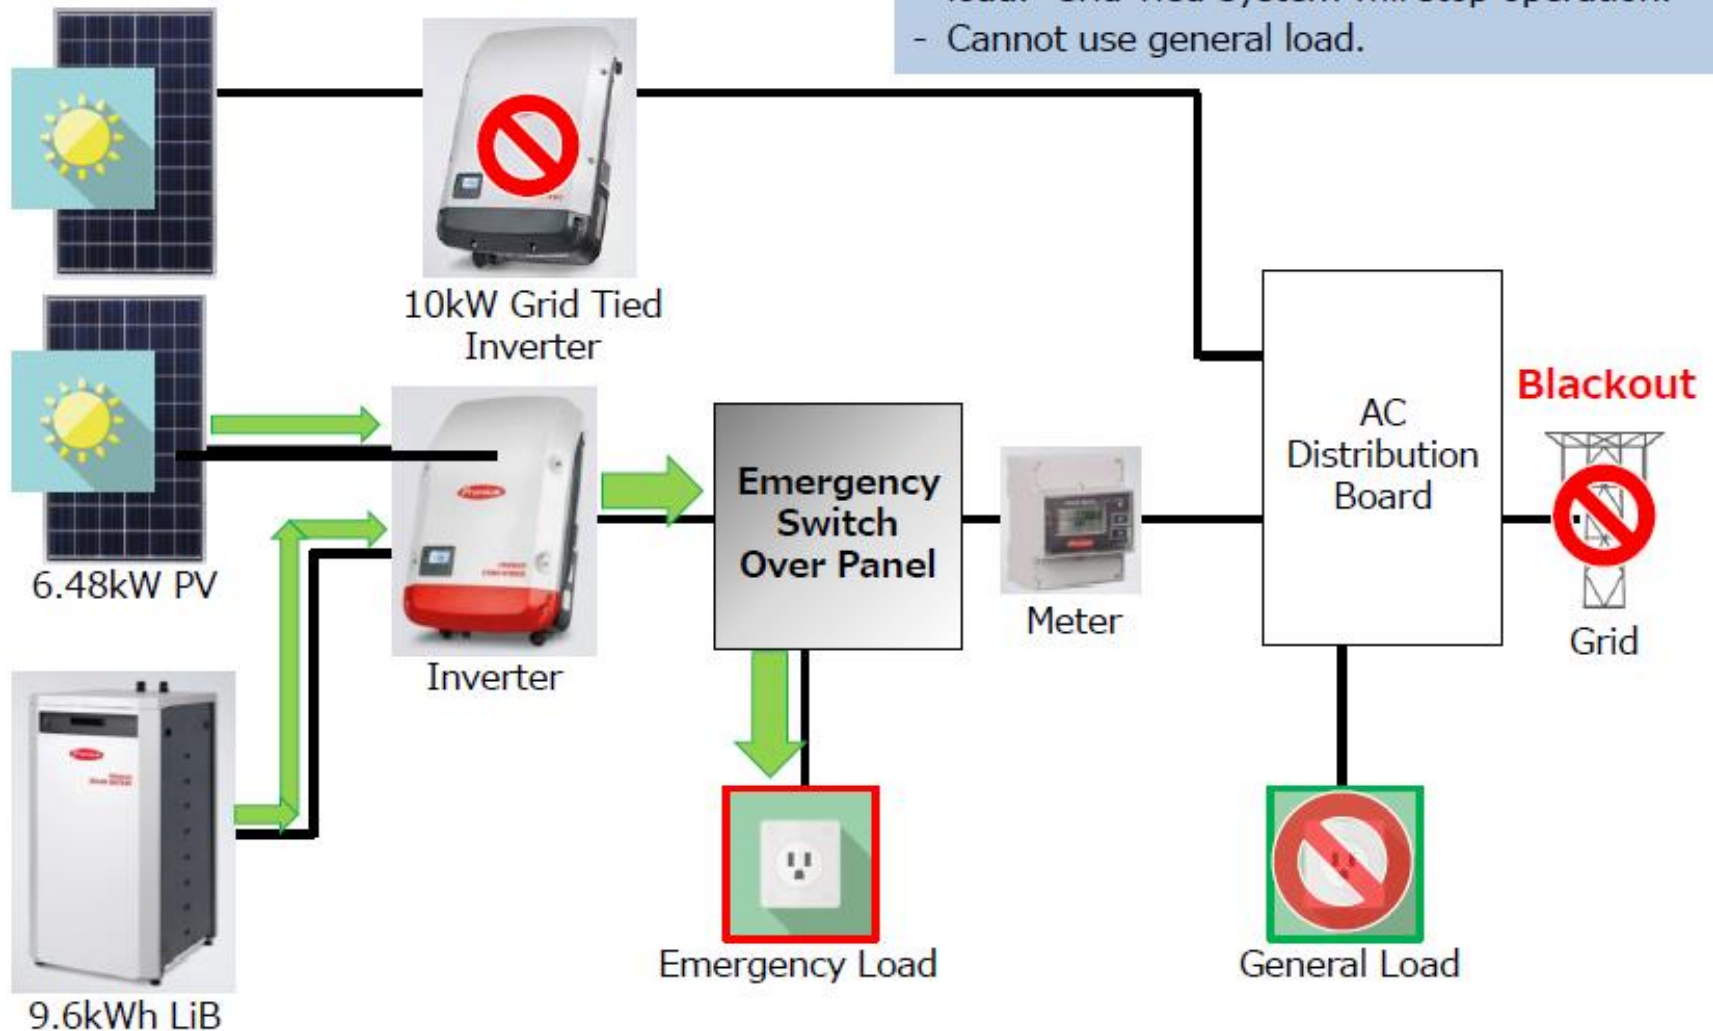 - Cannot use general load.
10kW Grid Tied
Inverter
Blackout
AC
Distribution
Board
Emergency
Switch
Over Panel
Fronius
6.48kW PV
Meter
Grid
Inverter
Emergency Load
General Load
9.6kWh LiB